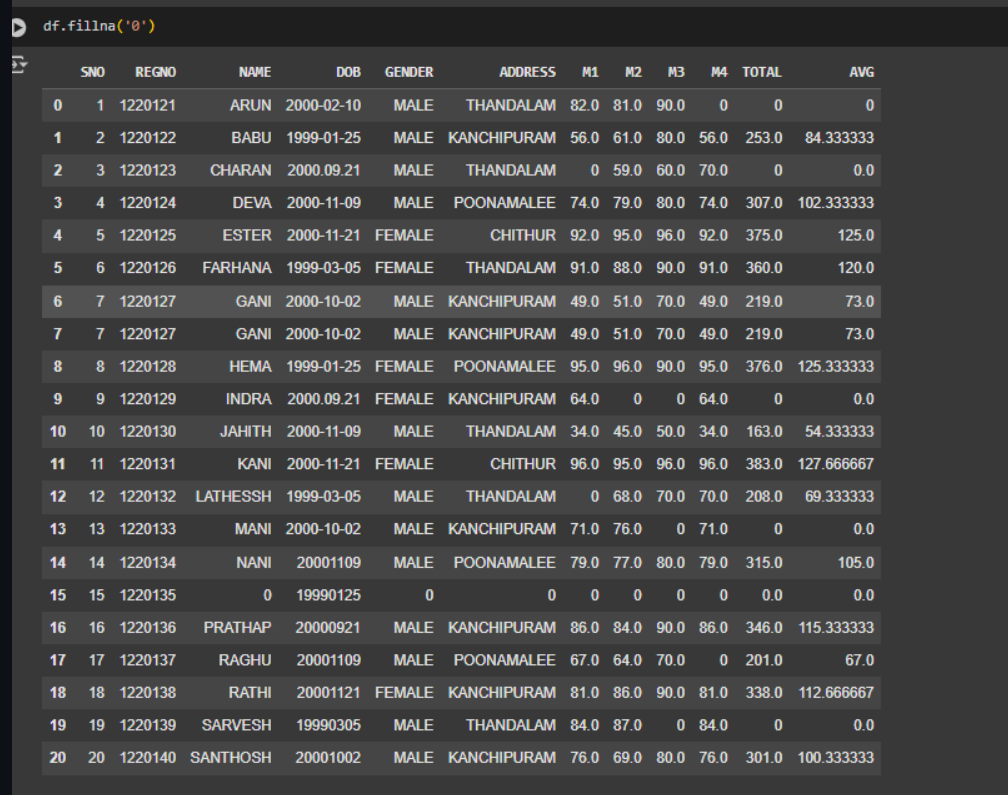 df.fillna('0')
SNO REGNO NAME DOB GENDER ADDRESS M1 M2 M3 M4 TOTAL AVG
0 1 1220121 ARUN 2000-02-10 MALE THANDALAM 82.0 81.0 90.0 0 0 0
1 2 1220122 BABU 1999-01-25 MALE KANCHIPURAM 56.0 61.0 80.0 56.0 253.0 84.333333
2 3 1220123 CHARAN 2000.09.21 MALE THANDALAM 0 59.0 60.0 70.0 0 0.0
3 4 1220124 DEVA 2000-11-09 MALE POONAMALEE 74.0 79.0 80.0 74.0 307.0 102.333333
4 5 1220125 ESTER 2000-11-21 FEMALE CHITHUR 92.0 95.0 96.0 92.0 375.0 125.0
5 6 1220126 FARHANA 1999-03-05 FEMALE THANDALAM 91.0 88.0 90.0 91.0 360.0 120.0
6 7 1220127 GANI 2000-10-02 MALE KANCHIPURAM 49.0 51.0 70.0 49.0 219.0 73.0
7 7 1220127 GANI 2000-10-02 MALE KANCHIPURAM 49.0 51.0 70.0 49.0 219.0 73.0
8 8 1220128 HEMA 1999-01-25 FEMALE POONAMALEE 95.0 96.0 90.0 95.0 376.0 125.333333
9 9 1220129 INDRA 2000.09.21 FEMALE KANCHIPURAM 64.0 0 0 64.0 0 0.0
10 10 1220130 JAHITH 2000-11-09 MALE THANDALAM 34.0 45.0 50.0 34.0 163.0 54.333333
11 11 1220131 KANI 2000-11-21 FEMALE CHITHUR 96.0 95.0 96.0 96.0 383.0 127.666667
12 12 1220132 LATHESSH 1999-03-05 MALE THANDALAM 0 68.0 70.0 70.0 208.0 69.333333
13 13 1220133 MANI 2000-10-02 MALE KANCHIPURAM 71.0 76.0 0 71.0 0 0.0
14 14 1220134 NANI 20001109 MALE POONAMALEE 79.0 77.0 80.0 79.0 315.0 105.0
15 15 1220135 0 19990125 0 0 0 0 0 0 0.0 0.0
16 16 1220136 PRATHAP 20000921 MALE KANCHIPURAM 86.0 84.0 90.0 86.0 346.0 115.333333
17 17 1220137 RAGHU 20001109 MALE POONAMALEE 67.0 64.0 70.0 0 201.0 67.0
18 18 1220138 RATHI 20001121 FEMALE KANCHIPURAM 81.0 86.0 90.0 81.0 338.0 112.666667
19 19 1220139 SARVESH 19990305 MALE THANDALAM 84.0 87.0 0 84.0 0 0.0
20 20 1220140 SANTHOSH 20001002 MALE KANCHIPURAM 76.0 69.0 80.0 76.0 301.0 100.333333